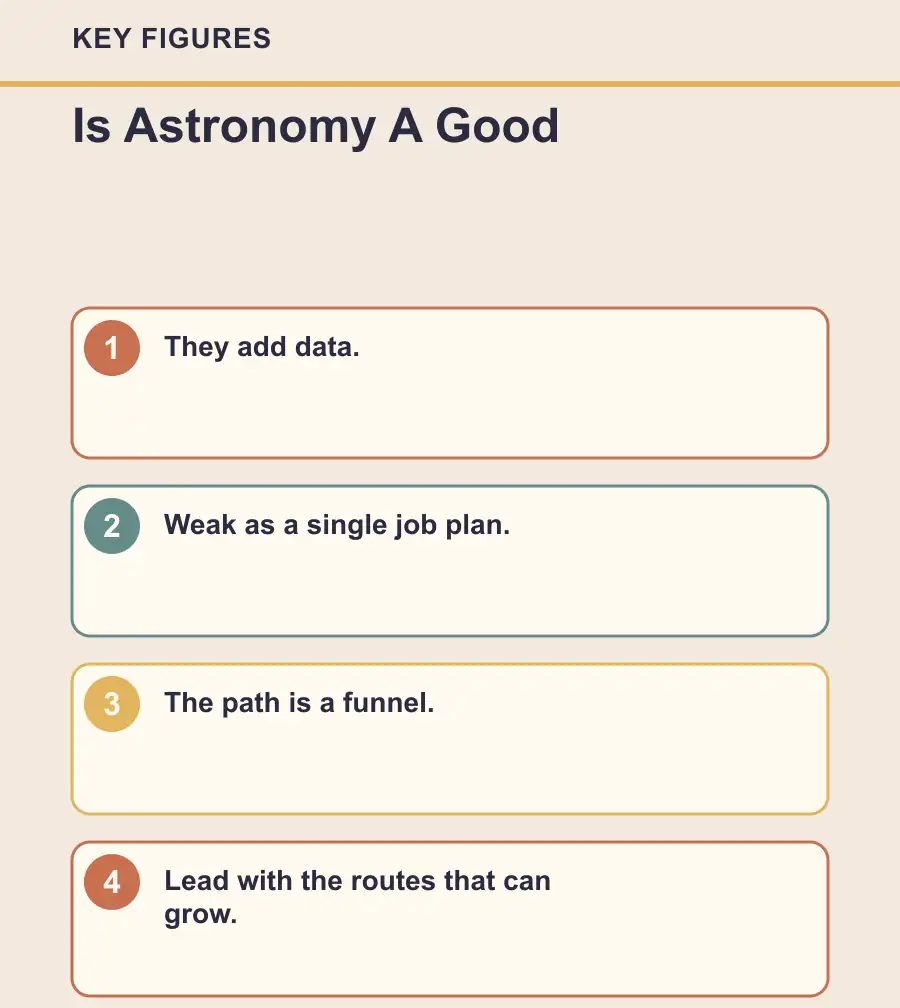 KEY FIGURES
Is Astronomy A Good
1
They add data.
2
Weak as a single job plan.
3
The path is a funnel.
4
Lead with the routes that can
grow.